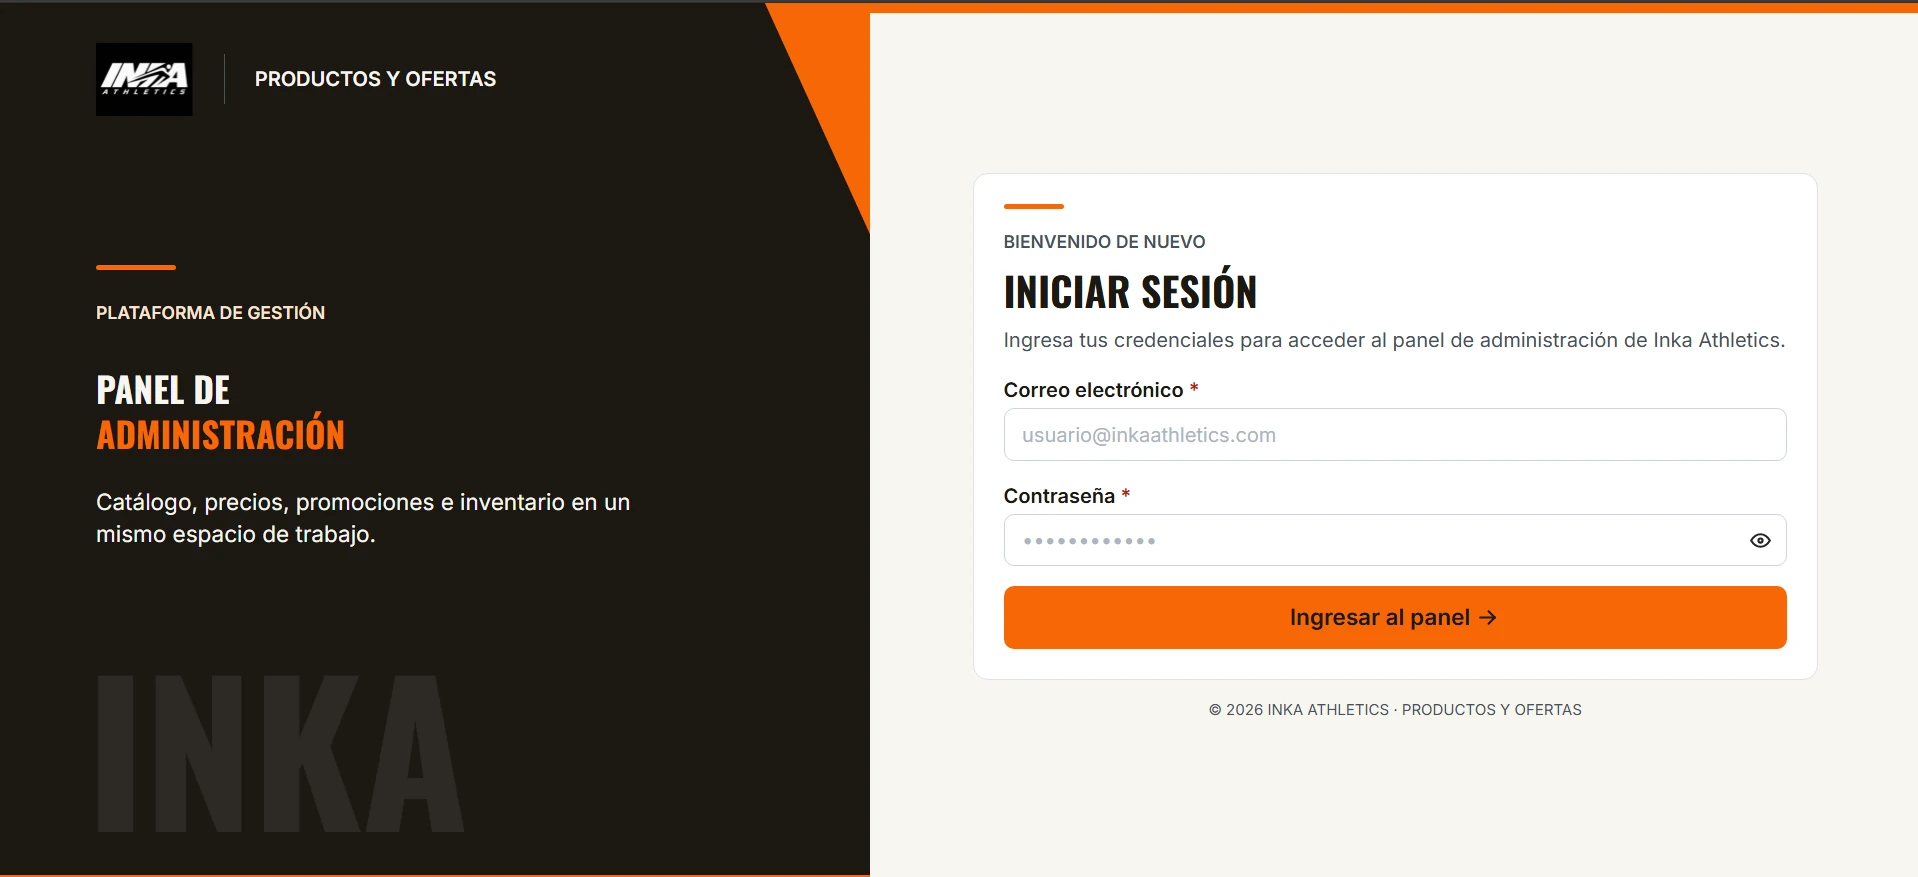 INKA
ATHLETICS
PRODUCTOS Y OFERTAS
PLATAFORMA DE GESTIÓN
PANEL DE
ADMINISTRACIÓN
Catálogo, precios, promociones e inventario en un
mismo espacio de trabajo.
INKA
BIENVENIDO DE NUEVO
INICIAR SESIÓN
Ingresa tus credenciales para acceder al panel de administración de Inka Athletics.
Correo electrónico *
usuario@inkaathletics.com
Contraseña *
••••••••••••
Ingresar al panel →
© 2026 INKA ATHLETICS · PRODUCTOS Y OFERTAS